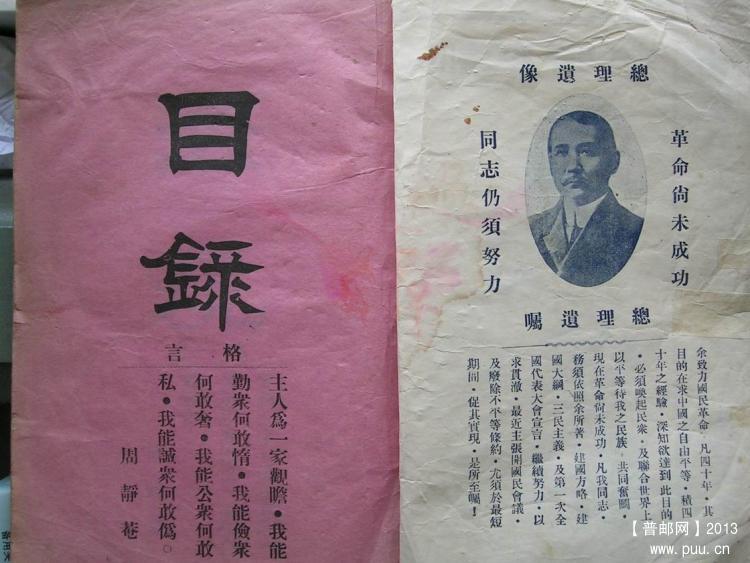 總理遺像
革命尚未成功
同志仍須努力
總理遺囑
余致力國民革命·凡四十年·其
目的在求中國之自由平等·積四
十年之經驗·深知欲達到此目的
·必須喚起民衆·及聯合世界上
以平等待我之民族·共同奮鬥·
現在革命尚未成功·凡我同志·
務須依照余所著·建國方略·建
國大綱·三民主義·及第一次全
國代表大會宣言·繼續努力·以
求貫澈·最近主張開國民會議·
及廢除不平等條約·尤須於最短
期間·促其實現·是所至囑！
目錄
格言
主人爲一家觀瞻·我能
勤衆何敢惰·我能儉衆
何敢奢·我能公衆何敢
私·我能誠衆何敢僞○
周靜菴
【普邮网】2013
www.puu.cn